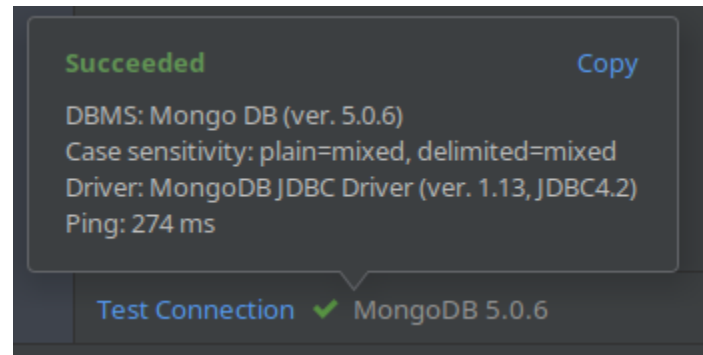 Succeeded Copy
DBMS: Mongo DB (ver. 5.0.6)
Case sensitivity: plain=mixed, delimited=mixed
Driver: MongoDB JDBC Driver (ver. 1.13, JDBC4.2)
Ping: 274 ms
Test Connection ✔ MongoDB 5.0.6